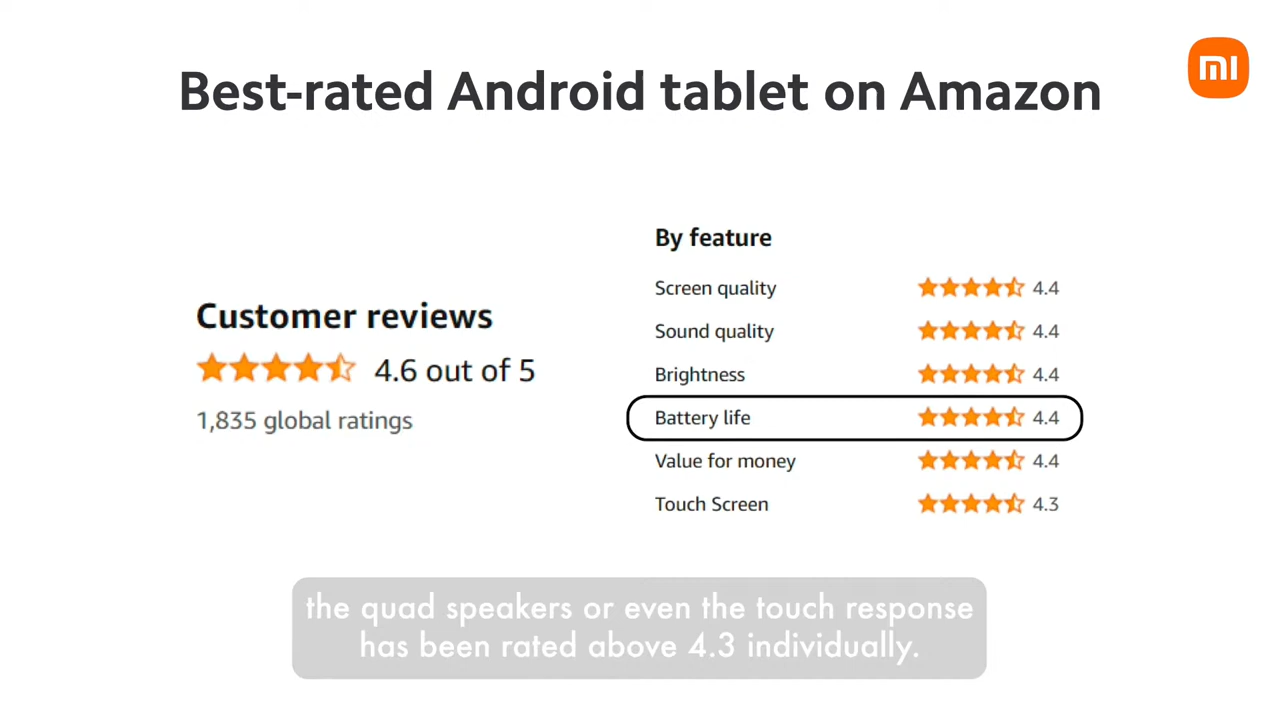 mi
Best-rated Android tablet on Amazon
Customer reviews
4.6 out of 5
1,835 global ratings
By feature
Screen quality 4.4
Sound quality 4.4
Brightness 4.4
Battery life 4.4
Value for money 4.4
Touch Screen 4.3
the quad speakers or even the touch response
has been rated above 4.3 individually.